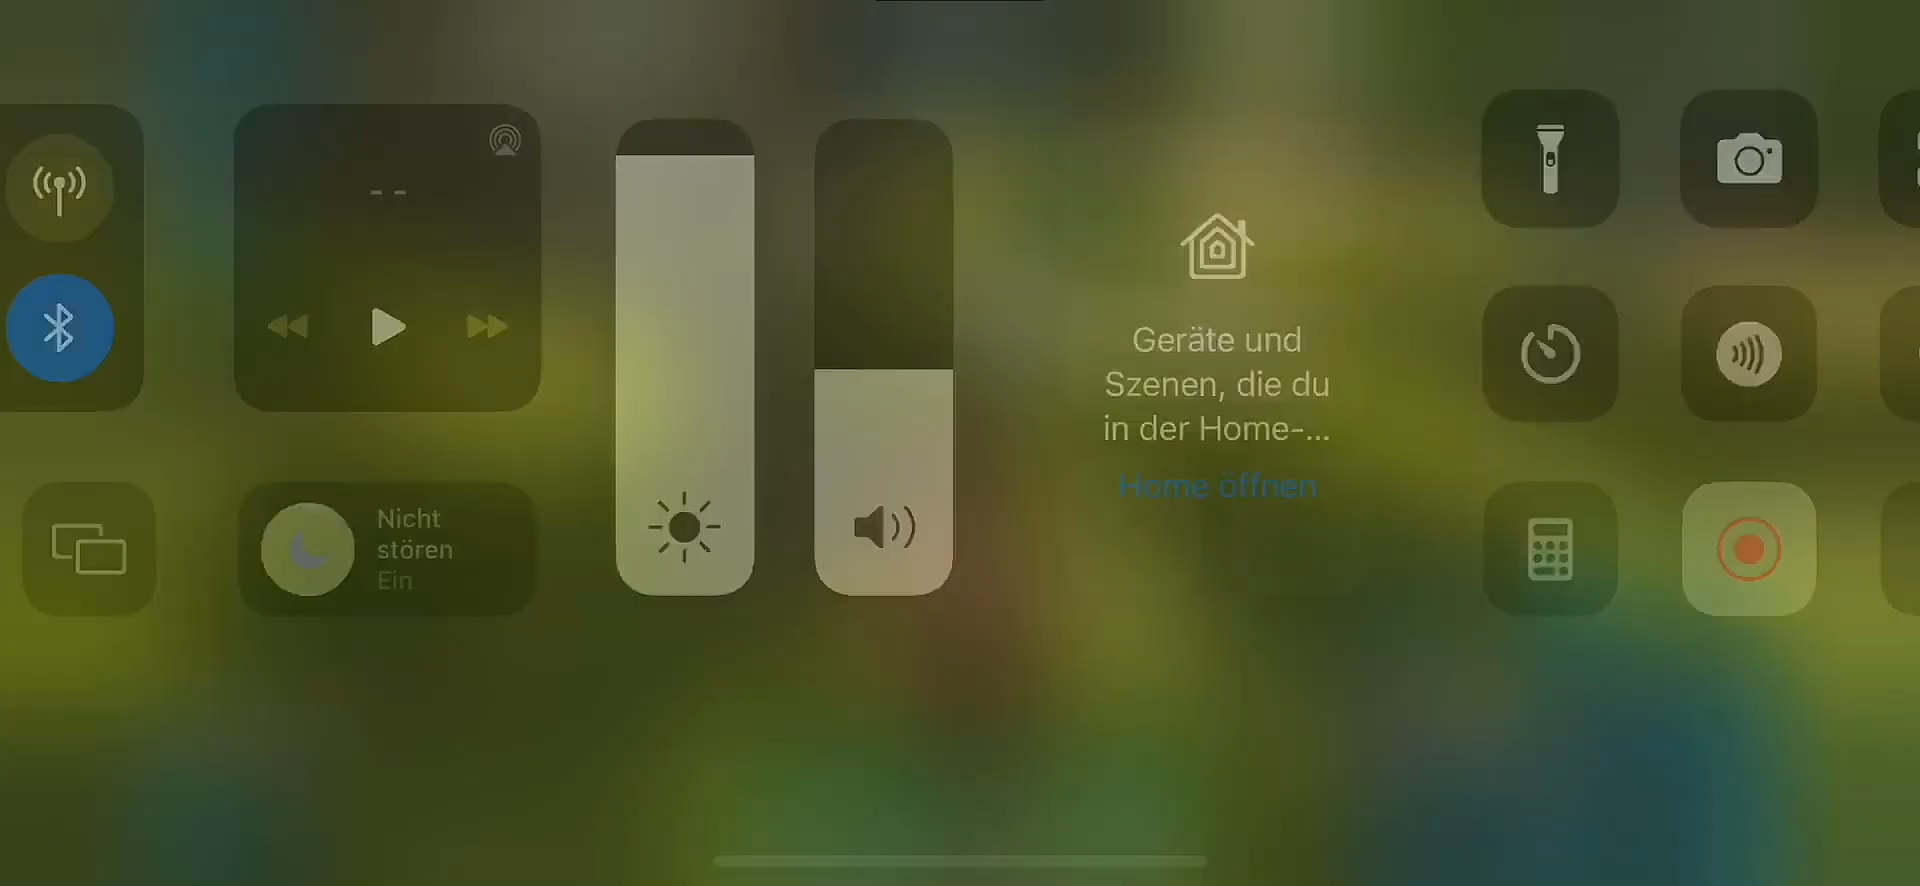 --
Nicht
stören
Ein
Geräte und
Szenen, die du
in der Home-...
Home öffnen